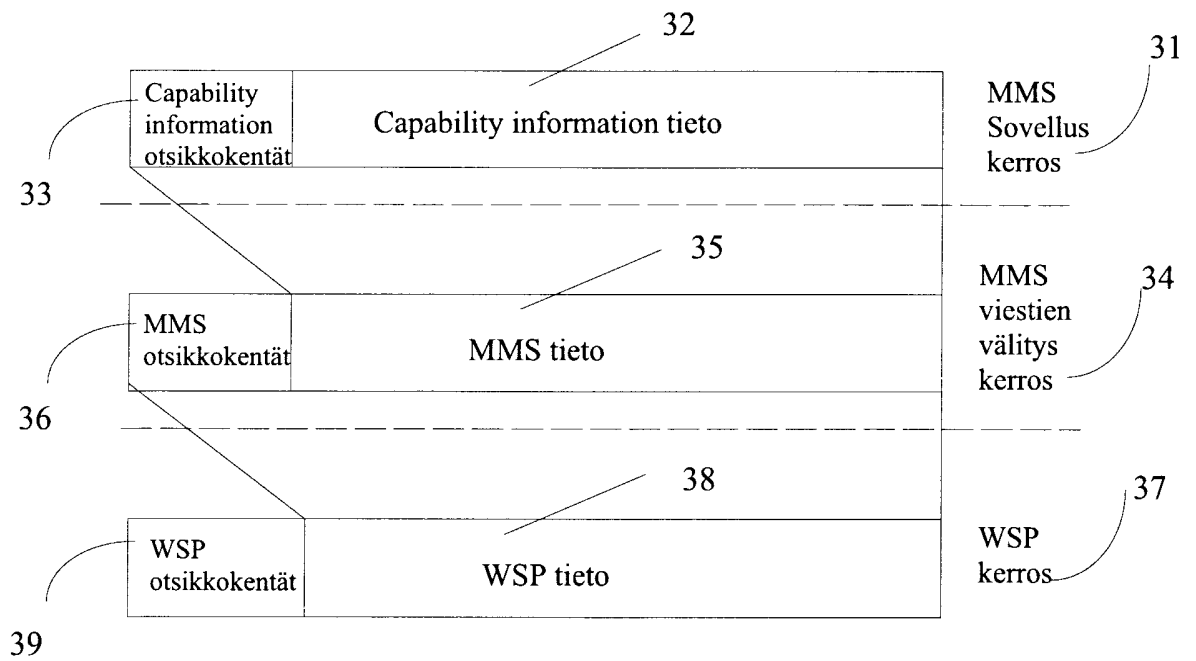 32
31
Capability
information
otsikkokentät
Capability information tieto
MMS
Sovellus
kerros
33
35
34
MMS
otsikkokentät
MMS tieto
MMS
viestien
välitys
kerros
36
38
37
WSP
otsikkokentät
WSP tieto
WSP
kerros
39